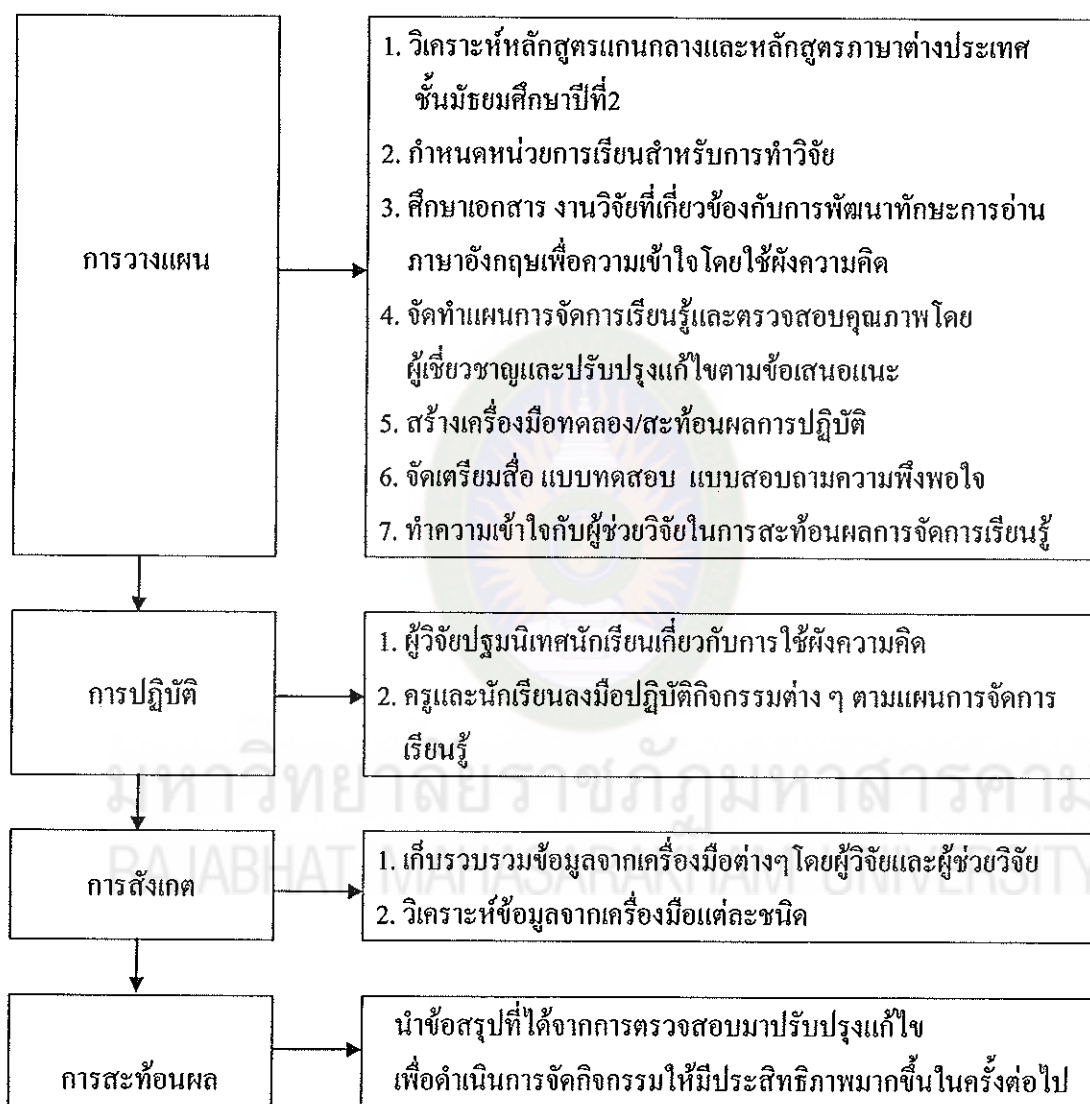 การวางแผน
1. วิเคราะห์หลักสูตรแกนกลางและหลักสูตรภาษาต่างประเทศ
ชั้นมัธยมศึกษาปีที่2
2. กำหนดหน่วยการเรียนสำหรับการทำวิจัย
3. ศึกษาเอกสาร งานวิจัยที่เกี่ยวข้องกับการพัฒนาทักษะการอ่าน
ภาษาอังกฤษเพื่อความเข้าใจโดยใช้ผังความคิด
4. จัดทำแผนการจัดการเรียนรู้และตรวจสอบคุณภาพโดย
ผู้เชี่ยวชาญและปรับปรุงแก้ไขตามข้อเสนอแนะ
5. สร้างเครื่องมือทดลอง/สะท้อนผลการปฏิบัติ
6. จัดเตรียมสื่อ แบบทดสอบ แบบสอบถามความพึงพอใจ
7. ทำความเข้าใจกับผู้ช่วยวิจัยในการสะท้อนผลการจัดการเรียนรู้
การปฏิบัติ
1. ผู้วิจัยปฐมนิเทศนักเรียนเกี่ยวกับการใช้ผังความคิด
2. ครูและนักเรียนลงมือปฏิบัติกิจกรรมต่าง ๆ ตามแผนการจัดการ
เรียนรู้
มหาวิทยาลัยราชภัฏมหาสารคาม
RAJABHAT MAHASARAKHAM UNIVERSITY
การสังเกต
1. เก็บรวบรวมข้อมูลจากเครื่องมือต่างๆ โดยผู้วิจัยและผู้ช่วยวิจัย
2. วิเคราะห์ข้อมูลจากเครื่องมือแต่ละชนิด
การสะท้อนผล
นำข้อสรุปที่ได้จากการตรวจสอบมาปรับปรุงแก้ไข
เพื่อดำเนินการจัดกิจกรรมให้มีประสิทธิภาพมากขึ้นในครั้งต่อไป